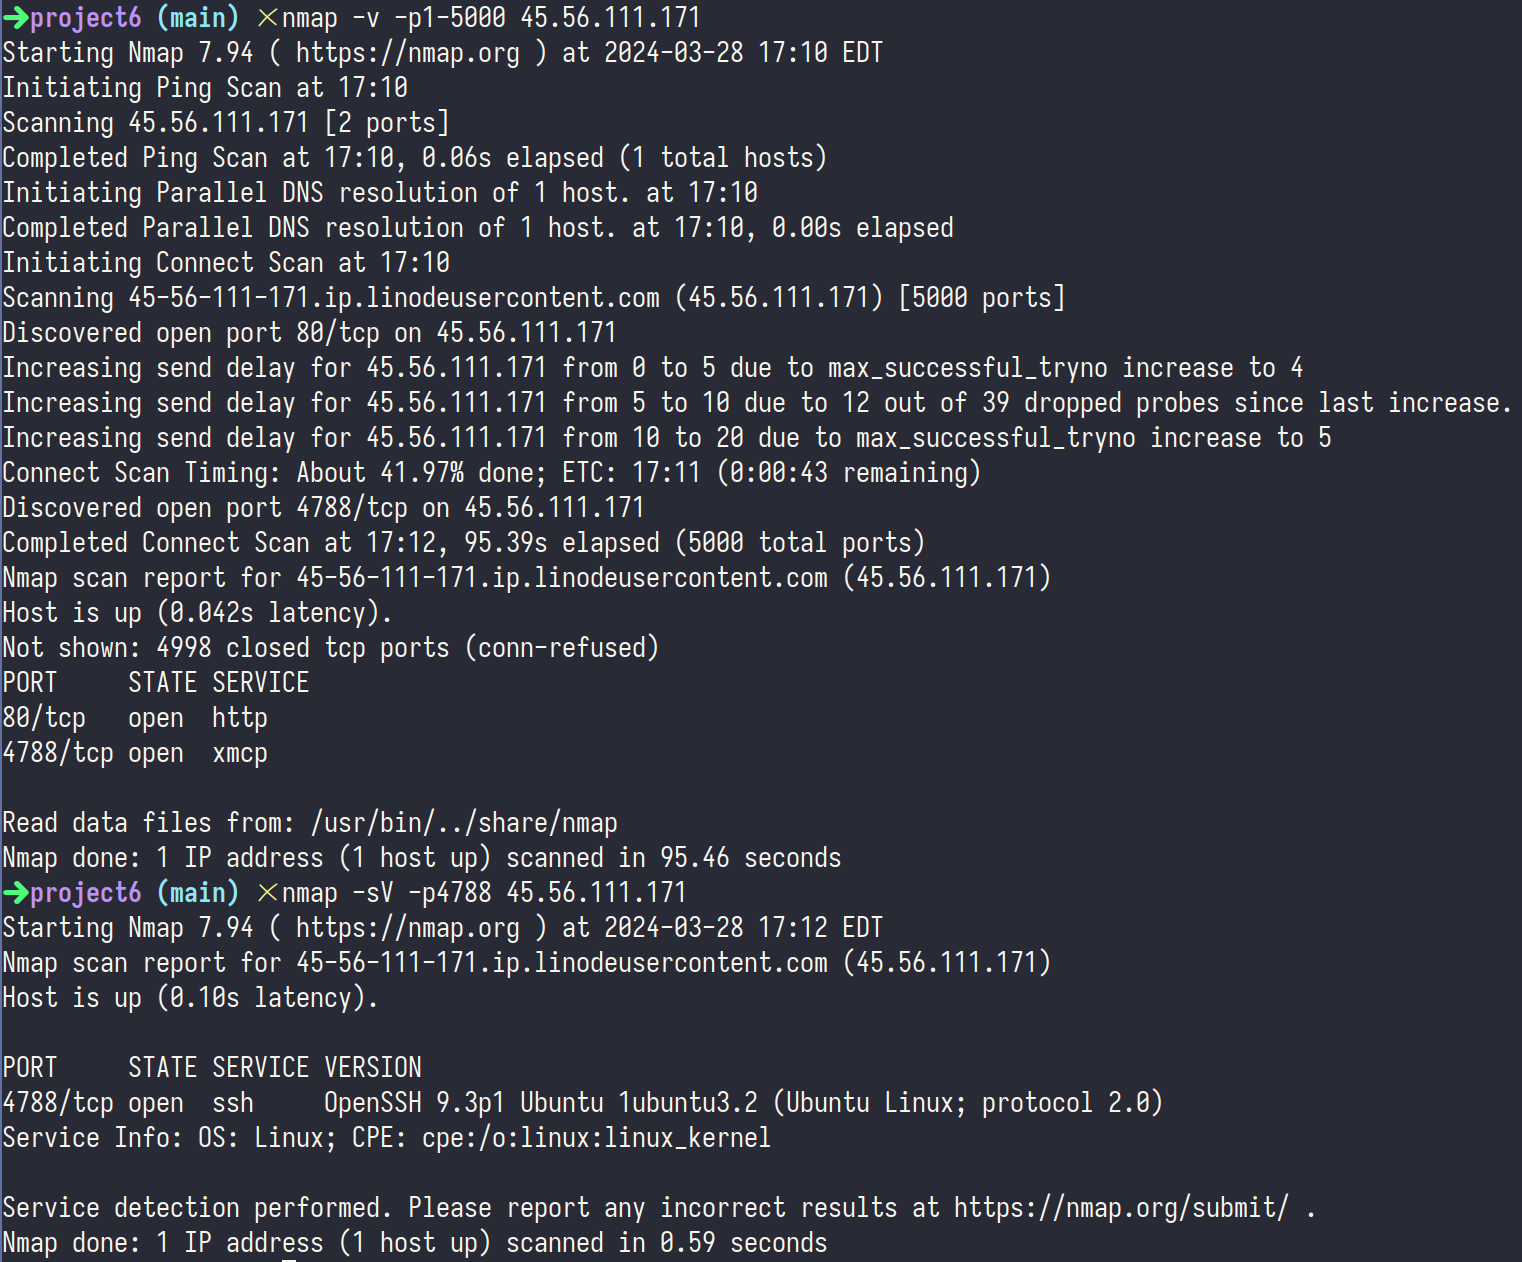 ➜project6 (main) ✕nmap -v -p1-5000 45.56.111.171
Starting Nmap 7.94 ( https://nmap.org ) at 2024-03-28 17:10 EDT
Initiating Ping Scan at 17:10
Scanning 45.56.111.171 [2 ports]
Completed Ping Scan at 17:10, 0.06s elapsed (1 total hosts)
Initiating Parallel DNS resolution of 1 host. at 17:10
Completed Parallel DNS resolution of 1 host. at 17:10, 0.00s elapsed
Initiating Connect Scan at 17:10
Scanning 45-56-111-171.ip.linodeusercontent.com (45.56.111.171) [5000 ports]
Discovered open port 80/tcp on 45.56.111.171
Increasing send delay for 45.56.111.171 from 0 to 5 due to max_successful_tryno increase to 4
Increasing send delay for 45.56.111.171 from 5 to 10 due to 12 out of 39 dropped probes since last increase.
Increasing send delay for 45.56.111.171 from 10 to 20 due to max_successful_tryno increase to 5
Connect Scan Timing: About 41.97% done; ETC: 17:11 (0:00:43 remaining)
Discovered open port 4788/tcp on 45.56.111.171
Completed Connect Scan at 17:12, 95.39s elapsed (5000 total ports)
Nmap scan report for 45-56-111-171.ip.linodeusercontent.com (45.56.111.171)
Host is up (0.042s latency).
Not shown: 4998 closed tcp ports (conn-refused)
PORT     STATE SERVICE
80/tcp   open  http
4788/tcp open  xmcp
Read data files from: /usr/bin/../share/nmap
Nmap done: 1 IP address (1 host up) scanned in 95.46 seconds
➜project6 (main) ✕nmap -sV -p4788 45.56.111.171
Starting Nmap 7.94 ( https://nmap.org ) at 2024-03-28 17:12 EDT
Nmap scan report for 45-56-111-171.ip.linodeusercontent.com (45.56.111.171)
Host is up (0.10s latency).
PORT     STATE SERVICE VERSION
4788/tcp open  ssh     OpenSSH 9.3p1 Ubuntu 1ubuntu3.2 (Ubuntu Linux; protocol 2.0)
Service Info: OS: Linux; CPE: cpe:/o:linux:linux_kernel
Service detection performed. Please report any incorrect results at https://nmap.org/submit/ .
Nmap done: 1 IP address (1 host up) scanned in 0.59 seconds